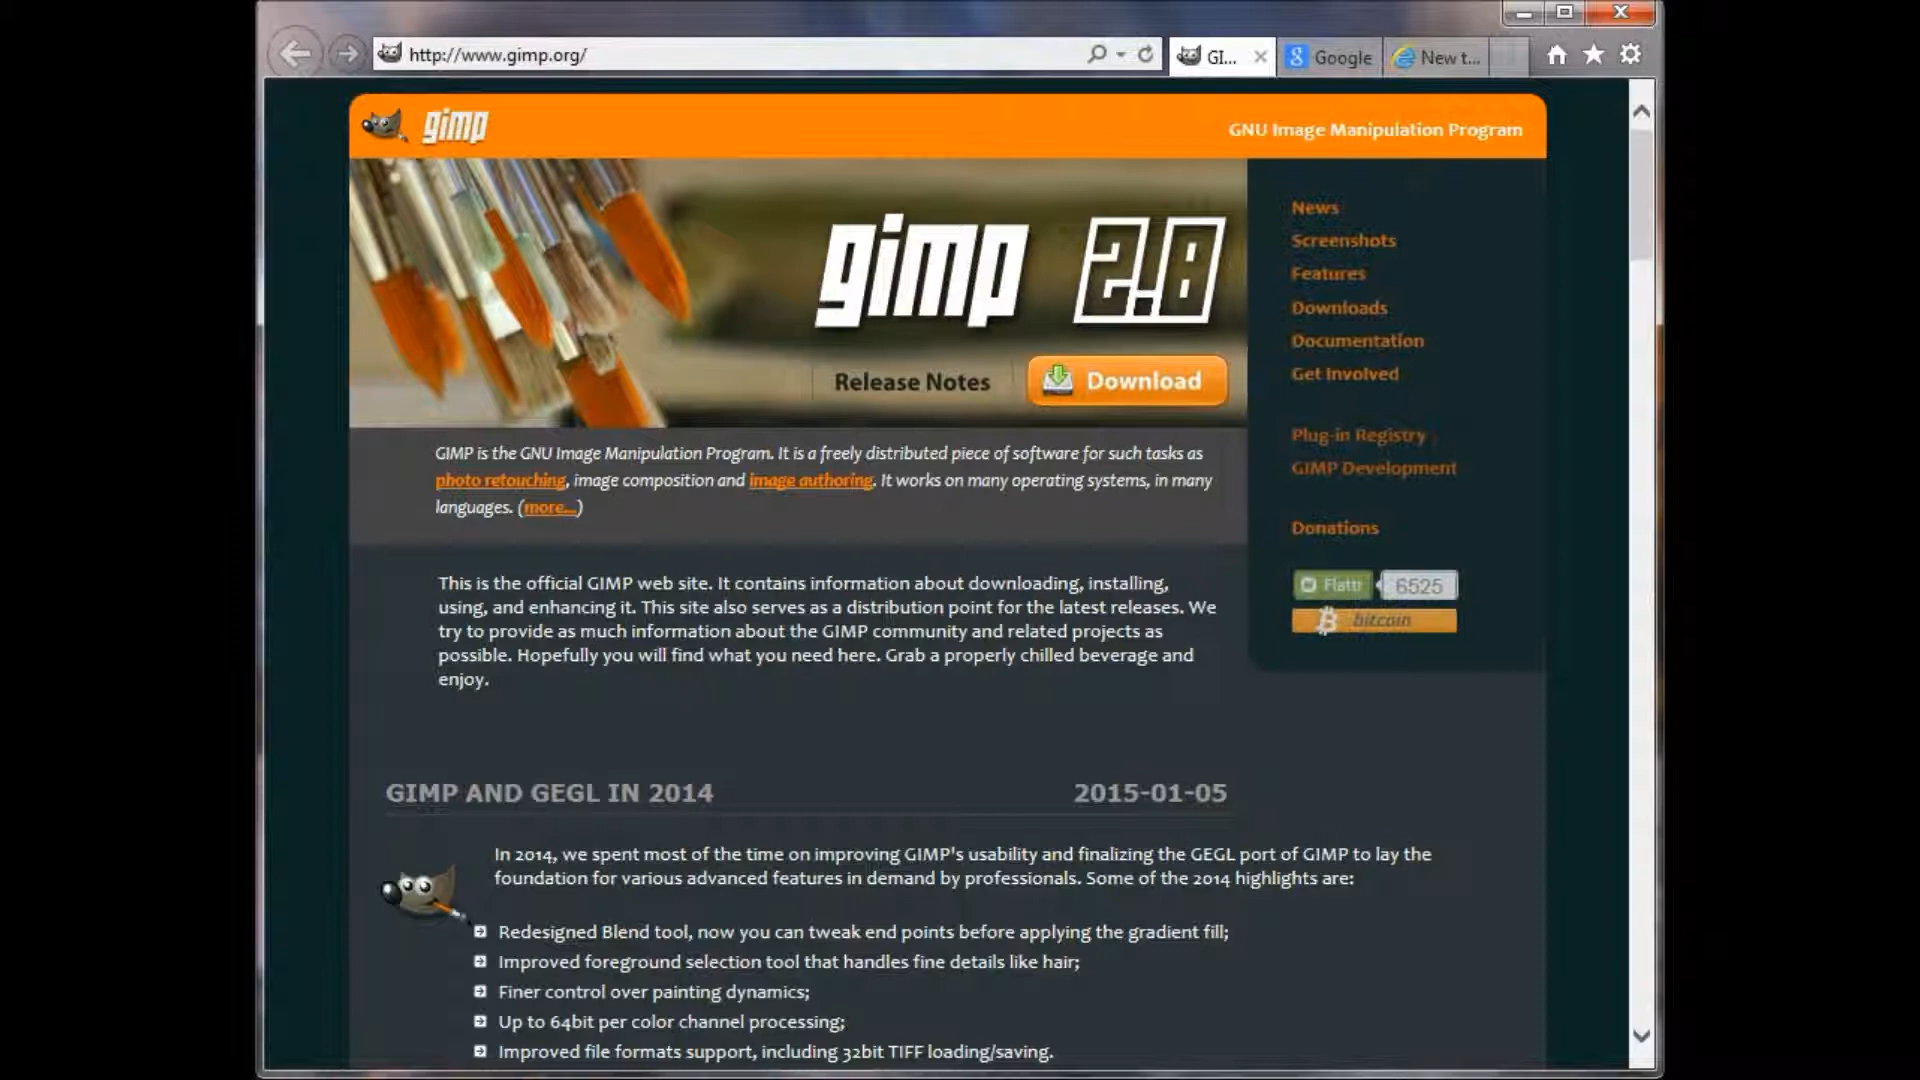 http://www.gimp.org/
GI...
Google
New t...
gimp
GNU Image Manipulation Program
gimp 2.8
Release Notes
Download
News
Screenshots
Features
Downloads
Documentation
Get Involved
Plug-in Registry
GIMP Development
Donations
Flattr
6525
bitcoin
GIMP is the GNU Image Manipulation Program. It is a freely distributed piece of software for such tasks as
photo retouching, image composition and image authoring. It works on many operating systems, in many
languages. (more...)
This is the official GIMP web site. It contains information about downloading, installing,
using, and enhancing it. This site also serves as a distribution point for the latest releases. We
try to provide as much information about the GIMP community and related projects as
possible. Hopefully you will find what you need here. Grab a properly chilled beverage and
enjoy.
GIMP AND GEGL IN 2014
2015-01-05
In 2014, we spent most of the time on improving GIMP's usability and finalizing the GEGL port of GIMP to lay the
foundation for various advanced features in demand by professionals. Some of the 2014 highlights are:
Redesigned Blend tool, now you can tweak end points before applying the gradient fill;
Improved foreground selection tool that handles fine details like hair;
Finer control over painting dynamics;
Up to 64bit per color channel processing;
Improved file formats support, including 32bit TIFF loading/saving.